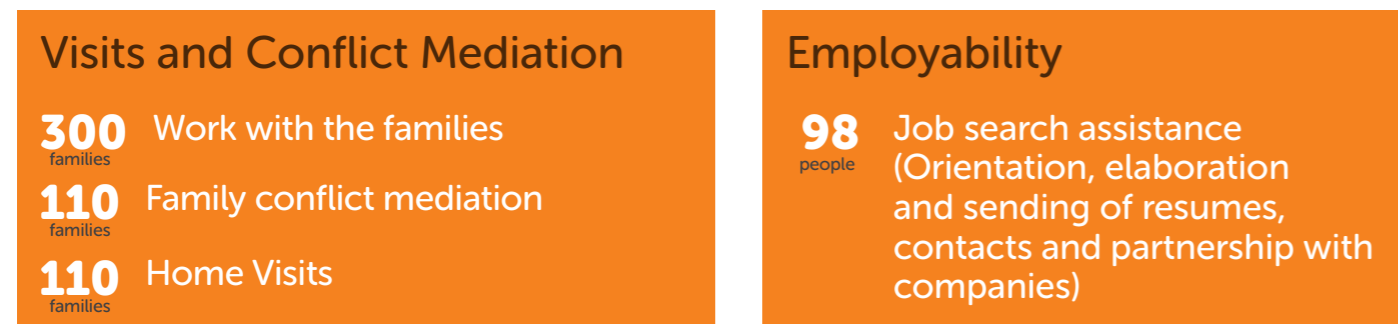 Visits and Conflict Mediation
300 Work with the families
families
110 Family conflict mediation
families
110 Home Visits
families
Employability
98 Job search assistance
people (Orientation, elaboration
and sending of resumes,
contacts and partnership with
companies)